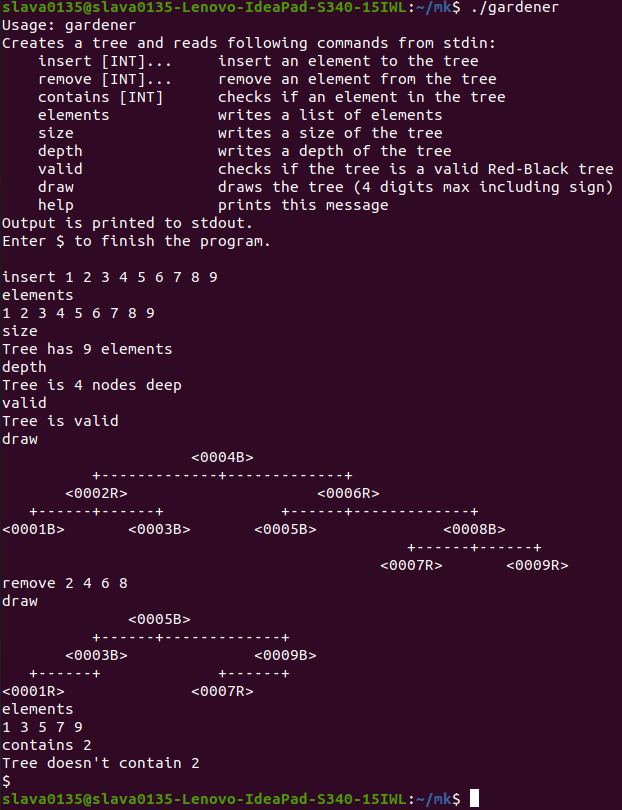 slava0135@slava0135-Lenovo-IdeaPad-S340-15IWL:~/mk$ ./gardener
Usage: gardener
Creates a tree and reads following commands from stdin:
    insert [INT]...     insert an element to the tree
    remove [INT]...     remove an element from the tree
    contains [INT]      checks if an element in the tree
    elements            writes a list of elements
    size                writes a size of the tree
    depth               writes a depth of the tree
    valid               checks if the tree is a valid Red-Black tree
    draw                draws the tree (4 digits max including sign)
    help                prints this message
Output is printed to stdout.
Enter $ to finish the program.

insert 1 2 3 4 5 6 7 8 9
elements
1 2 3 4 5 6 7 8 9
size
Tree has 9 elements
depth
Tree is 4 nodes deep
valid
Tree is valid
draw
                     <0004B>
          +-------------+-------------+
       <0002R>                     <0006R>
   +------+------+             +------+-------------+
<0001B>       <0003B>       <0005B>              <0008B>
                                             +------+------+
                                          <0007R>       <0009R>
remove 2 4 6 8
draw
              <0005B>
          +------+-------------+
       <0003B>              <0009B>
   +------+             +------+
<0001R>              <0007R>
elements
1 3 5 7 9
contains 2
Tree doesn't contain 2
$
slava0135@slava0135-Lenovo-IdeaPad-S340-15IWL:~/mk$